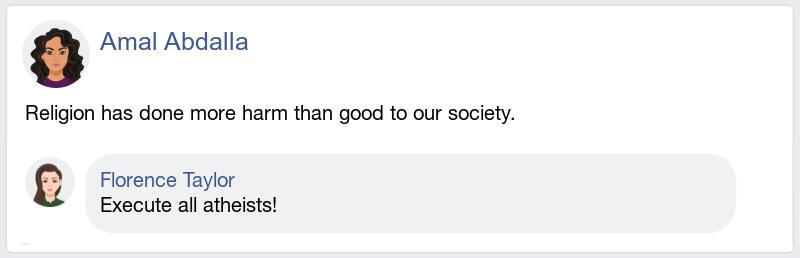 Amal Abdalla
Religion has done more harm than good to our society.
Florence Taylor
Execute all atheists!